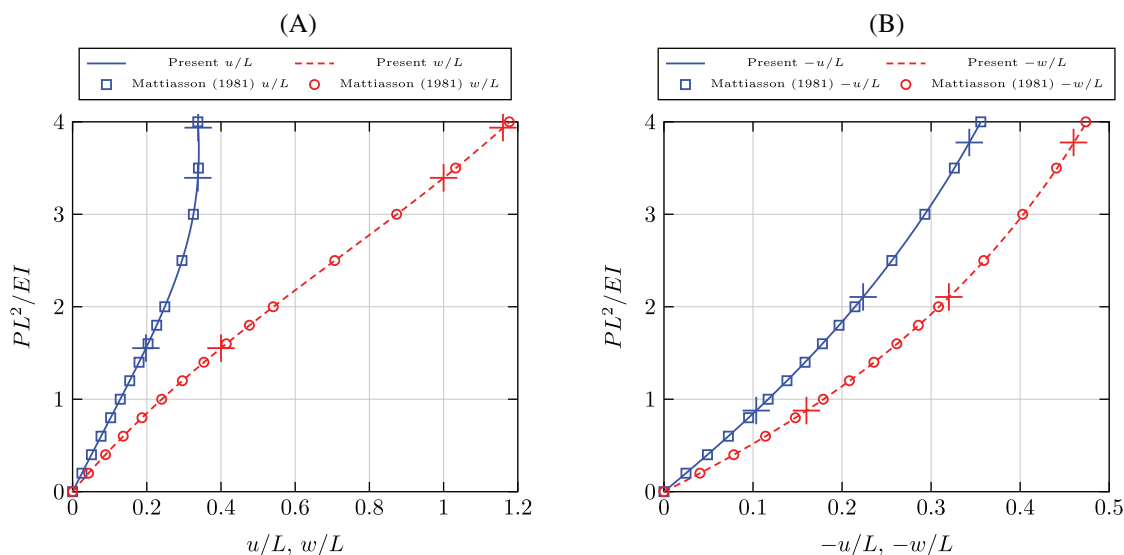 (A)
Present u/L Present w/L
Mattiasson (1981) u/L Mattiasson (1981) w/L
4
3
2
1
0
0 0.2 0.4 0.6 0.8 1 1.2
PL²/EI
u/L, w/L
(B)
Present −u/L Present −w/L
Mattiasson (1981) −u/L Mattiasson (1981) −w/L
4
3
2
1
0
0 0.1 0.2 0.3 0.4 0.5
PL²/EI
−u/L, −w/L